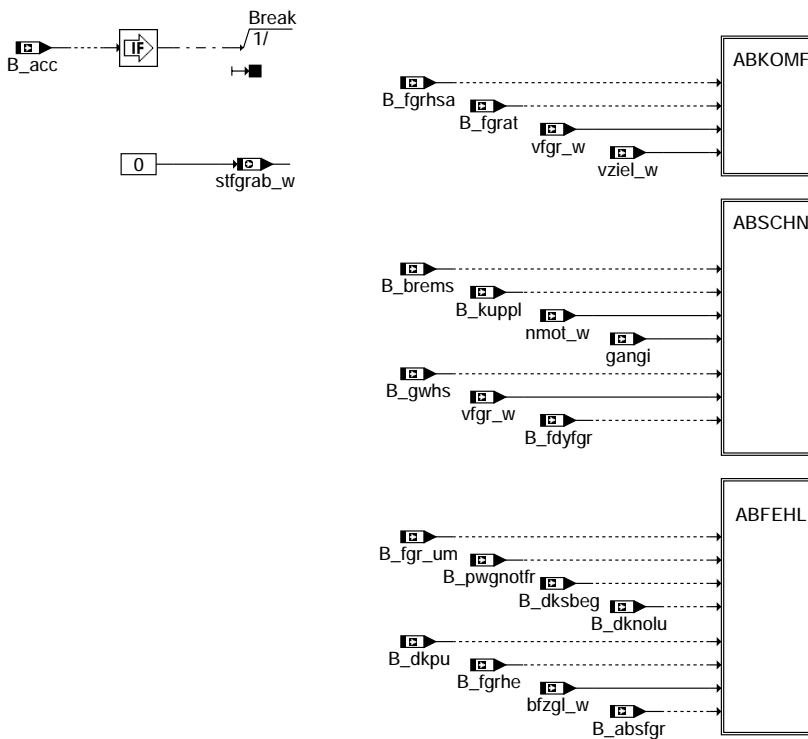 Break
1/
IF
B_acc
0
stfgrab_w
ABKOMF
B_fgrhsa
B_fgrat
vfgr_w
vziel_w
ABSCHN
B_brems
B_kuppl
nmot_w
gangi
B_gwhs
vfgr_w
B_fdyfgr
ABFEHL
B_fgr_um
B_pwgnotfr
B_dksbeg
B_dknolu
B_dkpu
B_fgrhe
bfzgl_w
B_absfgr